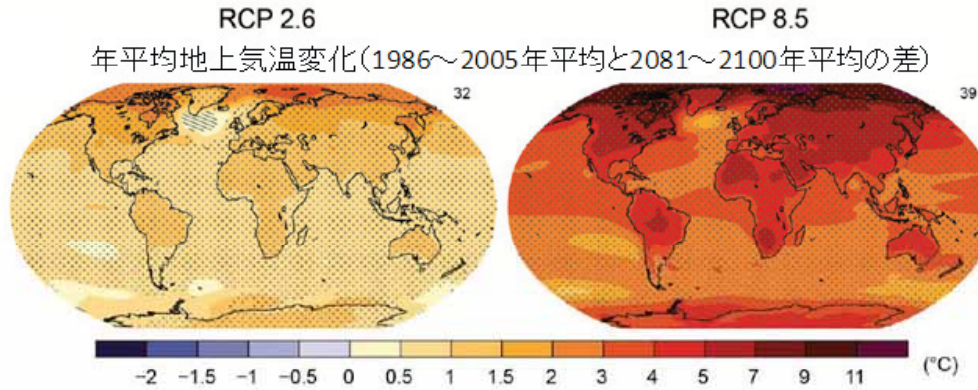 RCP 2.6 RCP 8.5
年平均地上気温変化(1986～2005年平均と2081～2100年平均の差)
32 39
-2 -1.5 -1 -0.5 0 0.5 1 1.5 2 3 4 5 7 9 11 (°C)